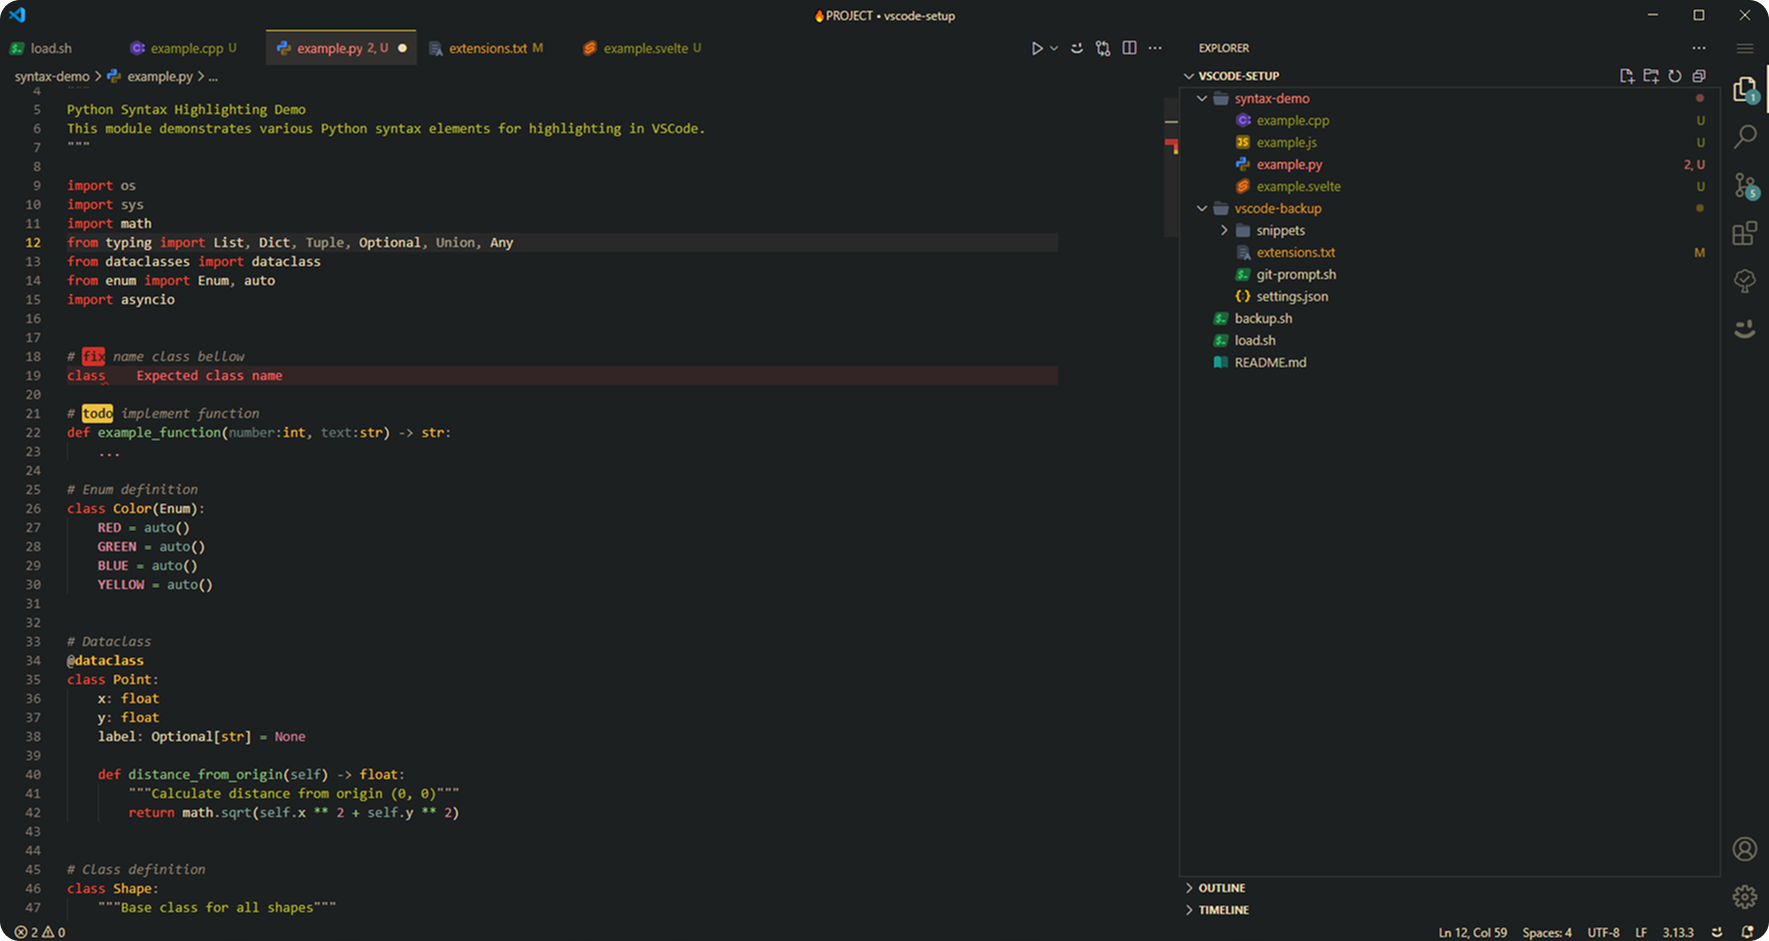 🔥PROJECT • vscode-setup
load.sh
example.cpp U
example.py 2, U
extensions.txt M
example.svelte U
syntax-demo > example.py > ...
4 """
5 Python Syntax Highlighting Demo
6 This module demonstrates various Python syntax elements for highlighting in VSCode.
7 """
8
9 import os
10 import sys
11 import math
12 from typing import List, Dict, Tuple, Optional, Union, Any
13 from dataclasses import dataclass
14 from enum import Enum, auto
15 import asyncio
16
17
18 # fix name class bellow
19 class Expected class name
20
21 # todo implement function
22 def example_function(number:int, text:str) -> str:
23 ...
24
25 # Enum definition
26 class Color(Enum):
27 RED = auto()
28 GREEN = auto()
29 BLUE = auto()
30 YELLOW = auto()
31
32
33 # Dataclass
34 @dataclass
35 class Point:
36 x: float
37 y: float
38 label: Optional[str] = None
39
40 def distance_from_origin(self) -> float:
41 """Calculate distance from origin (0, 0)"""
42 return math.sqrt(self.x ** 2 + self.y ** 2)
43
44
45 # Class definition
46 class Shape:
47 """Base class for all shapes"""
EXPLORER
VSCODE-SETUP
syntax-demo
example.cpp U
example.js U
example.py 2, U
example.svelte U
vscode-backup
snippets
extensions.txt M
git-prompt.sh
settings.json
backup.sh
load.sh
README.md
OUTLINE
TIMELINE
1
5
2 0
Ln 12, Col 59 Spaces: 4 UTF-8 LF 3.13.3